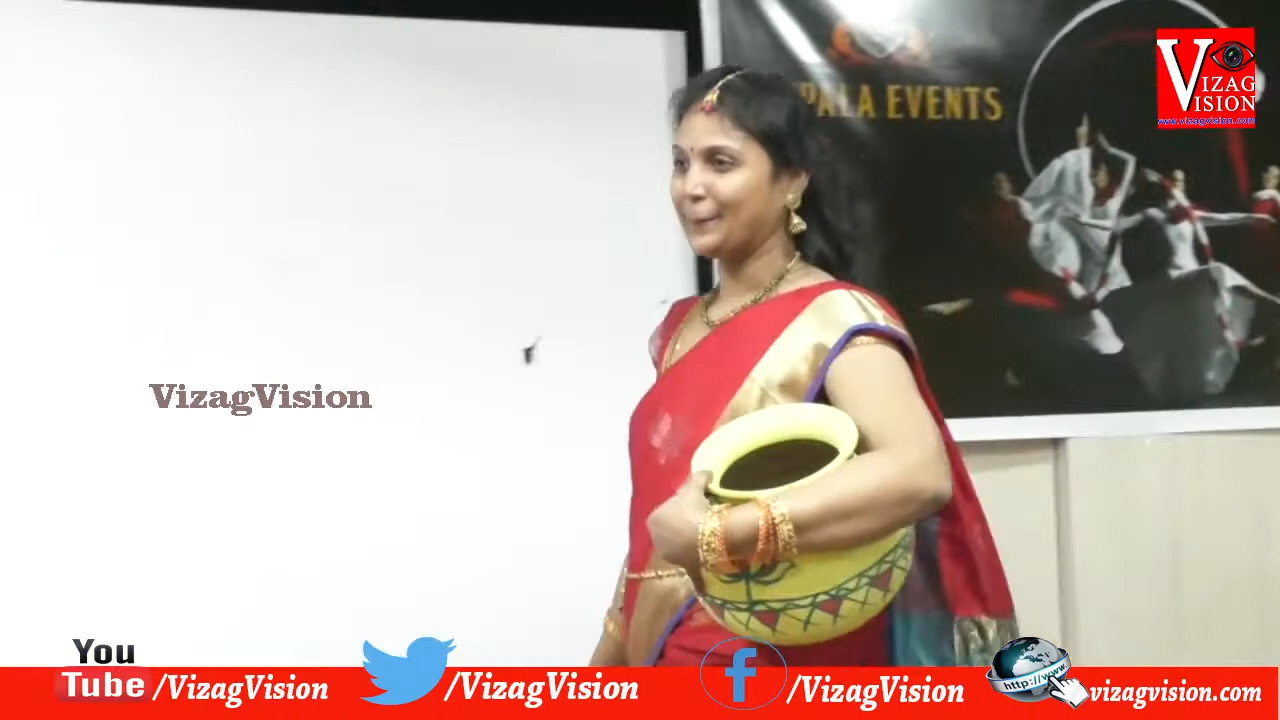 PALA EVENTS
VIZAG
VISION
www.vizagvision.com
VizagVision
You
Tube /VizagVision
/VizagVision
f /VizagVision
http://www.
vizagvision.com